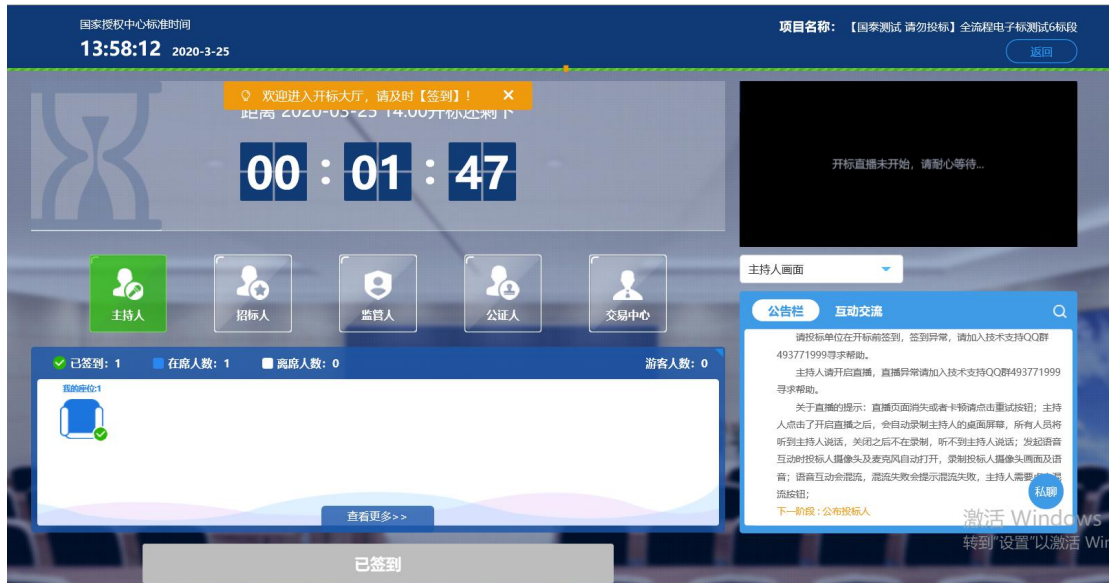 国家授权中心标准时间
13:58:12 2020-3-25
项目名称： 【国泰测试 请勿投标】全流程电子标测试6标段
返回
欢迎进入开标大厅，请及时【签到】！ ×
距离 2020-03-25 14:00开标还剩下
00 : 01 : 47
开标直播未开始，请耐心等待...
主持人画面
主持人 招标人 监管人 公证人 交易中心
公告栏 互动交流
请投标单位在开标前签到，签到异常，请加入技术支持QQ群
493771999寻求帮助。
主持人请开启直播，直播异常请加入技术支持QQ群493771999
寻求帮助。
关于直播的提示：直播页面消失或者卡顿请点击重试按钮；主持
人点击了开启直播之后，会自动录制主持人的桌面屏幕，所有人员将
听到主持人说话，关闭之后不在录制，听不到主持人说话；发起语音
互动时投标人摄像头及麦克风自动打开，录制投标人摄像头画面及语
音；语音互动会混流，混流失败会提示混流失败，主持人需要
流按钮；
私聊
下一阶段：公布投标人
已签到：1 在席人数：1 离席人数：0 游客人数：0
我的座位:1
查看更多>>
已签到
激活 Windows
转到"设置"以激活 Win